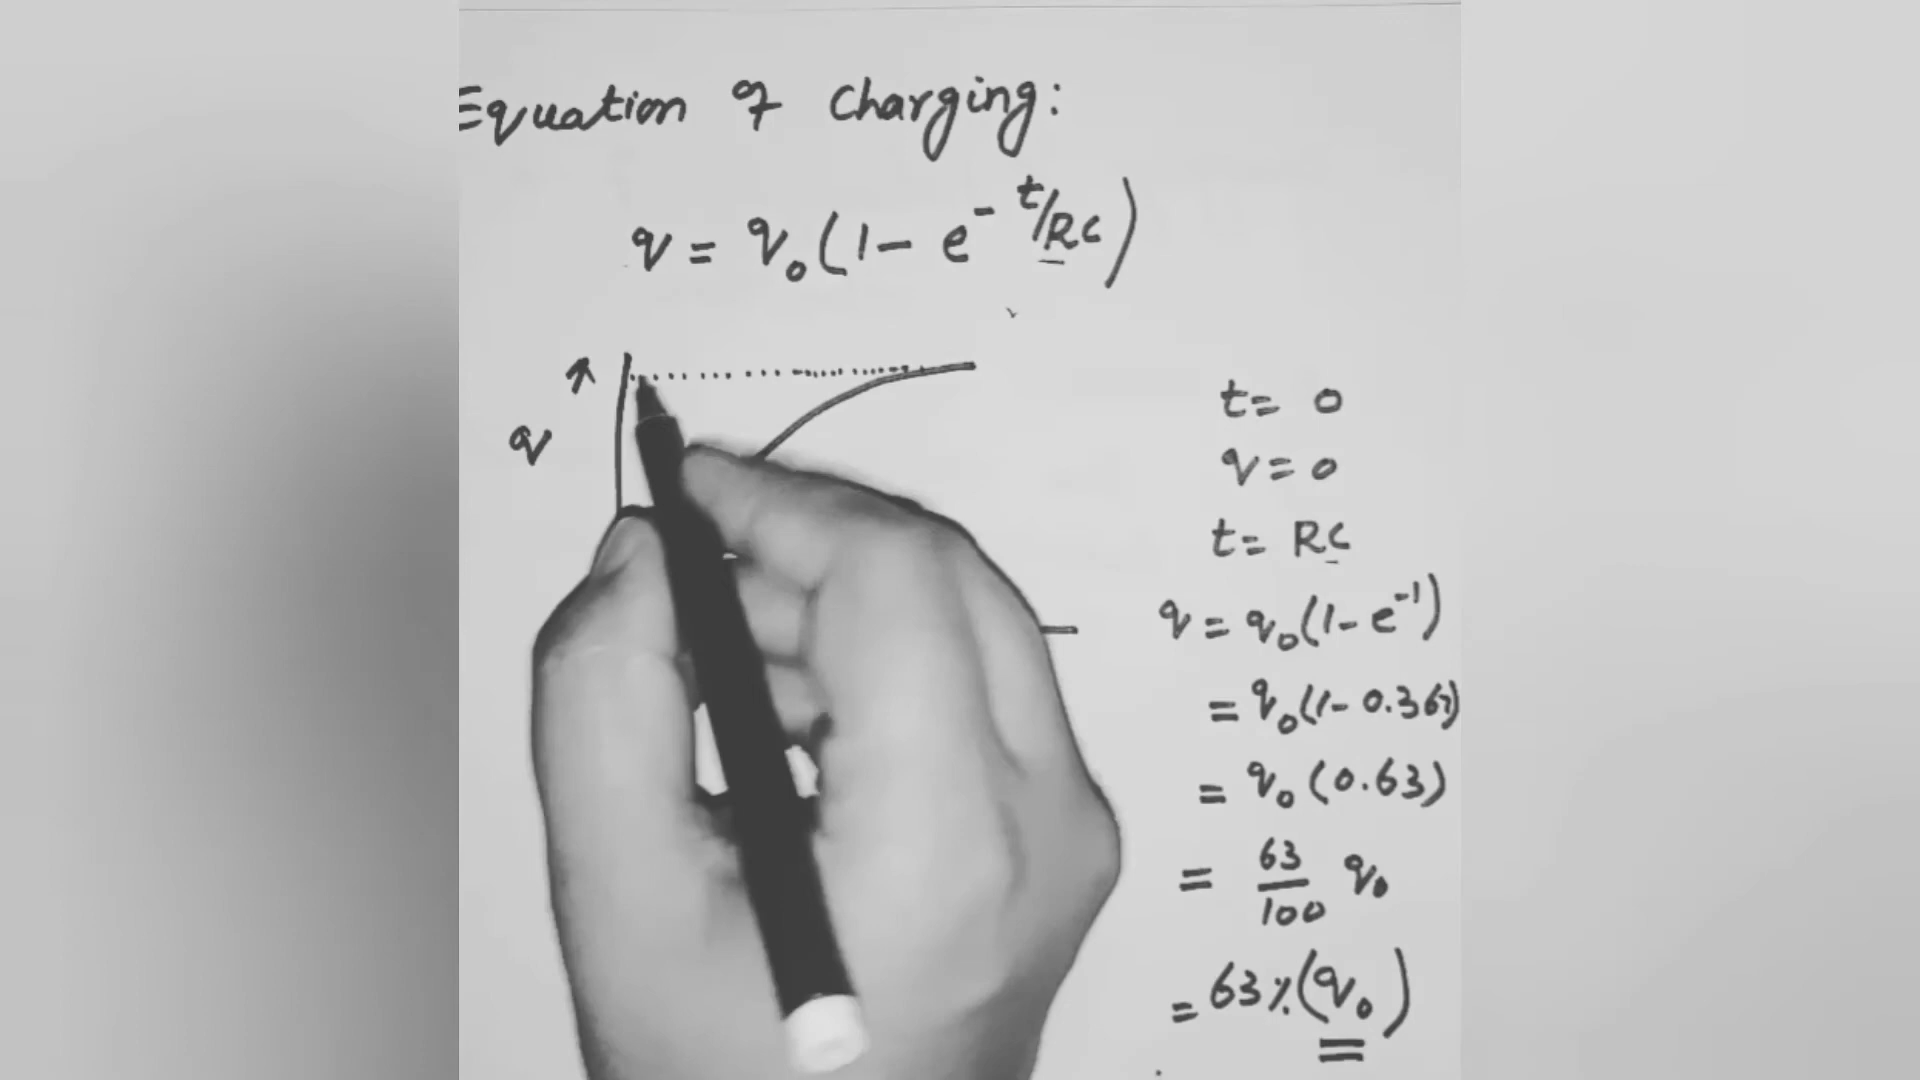 Equation of Charging:
q = q₀(1 - e^-t/RC)
q
t = 0
q = 0
t = RC
q = q₀(1 - e^-1)
= q₀(1 - 0.367)
= q₀(0.63)
= 63/100 q₀
= 63%(q₀)